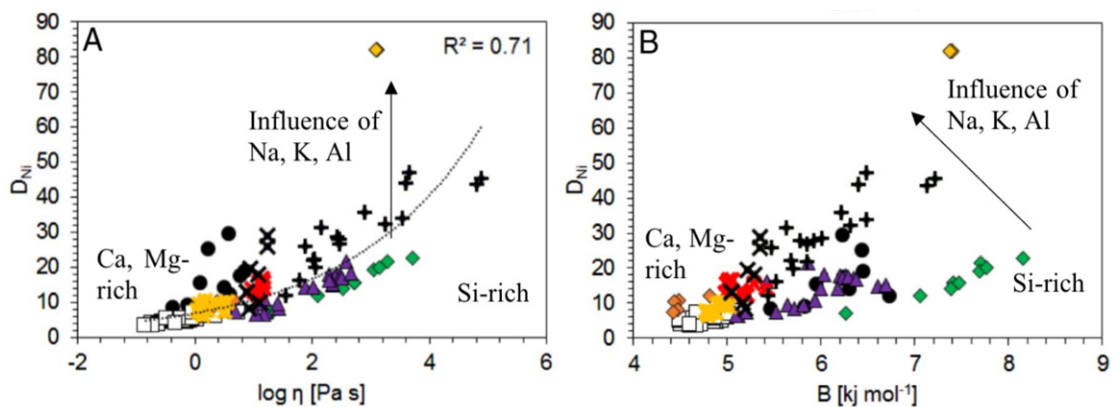 A
R² = 0.71
Influence of
Na, K, Al
Ca, Mg-
rich
Si-rich
D_Ni
90
80
70
60
50
40
30
20
10
0
-2
0
2
4
6
log η [Pa s]
B
Influence of
Na, K, Al
Ca, Mg-
rich
Si-rich
D_Ni
90
80
70
60
50
40
30
20
10
0
4
5
6
7
8
9
B [kj mol⁻¹]